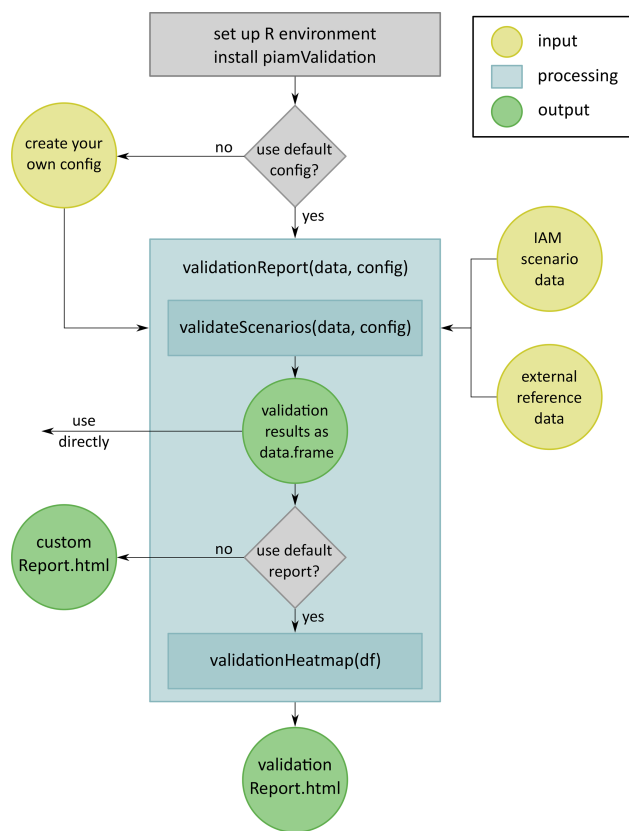 set up R environment
install piamValidation
input
processing
output
create your
own config
no
use default
config?
yes
validationReport(data, config)
IAM
scenario
data
validateScenarios(data, config)
external
reference
data
validation
results as
data.frame
use
directly
custom
Report.html
no
use default
report?
yes
validationHeatmap(df)
validation
Report.html